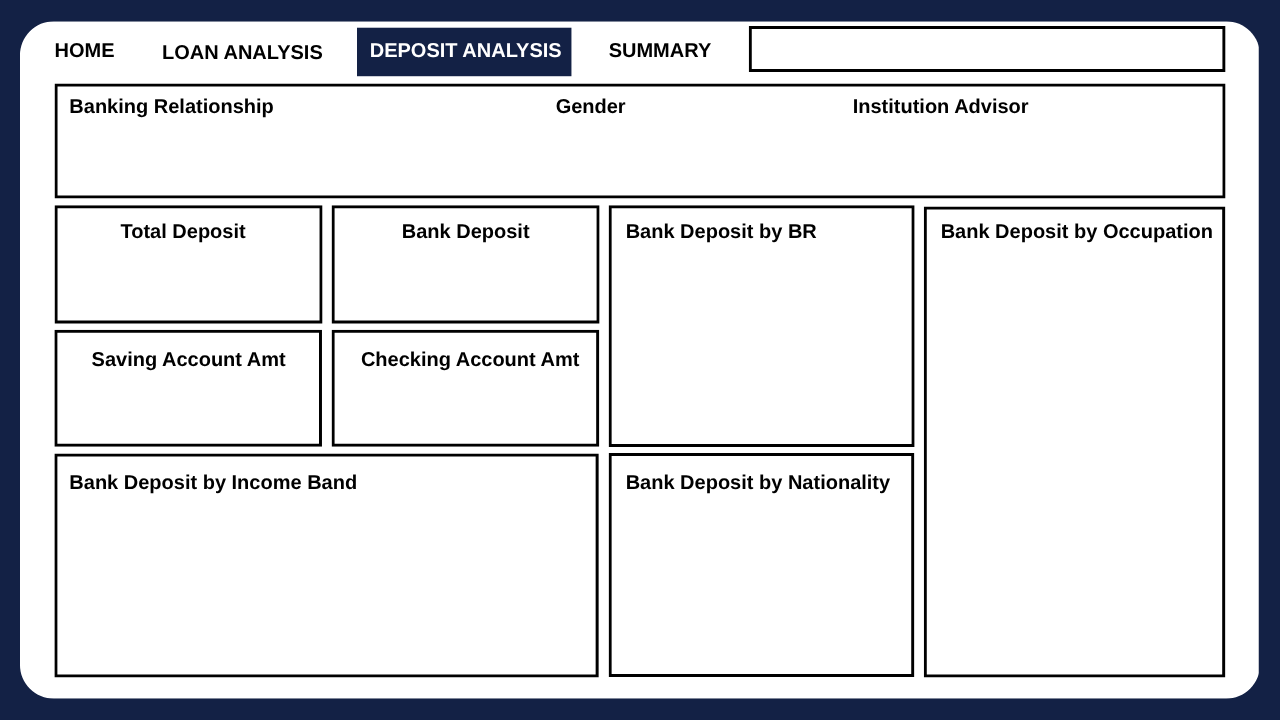 HOME
LOAN ANALYSIS
DEPOSIT ANALYSIS
SUMMARY
Banking Relationship
Gender
Institution Advisor
Total Deposit
Bank Deposit
Bank Deposit by BR
Bank Deposit by Occupation
Saving Account Amt
Checking Account Amt
Bank Deposit by Income Band
Bank Deposit by Nationality